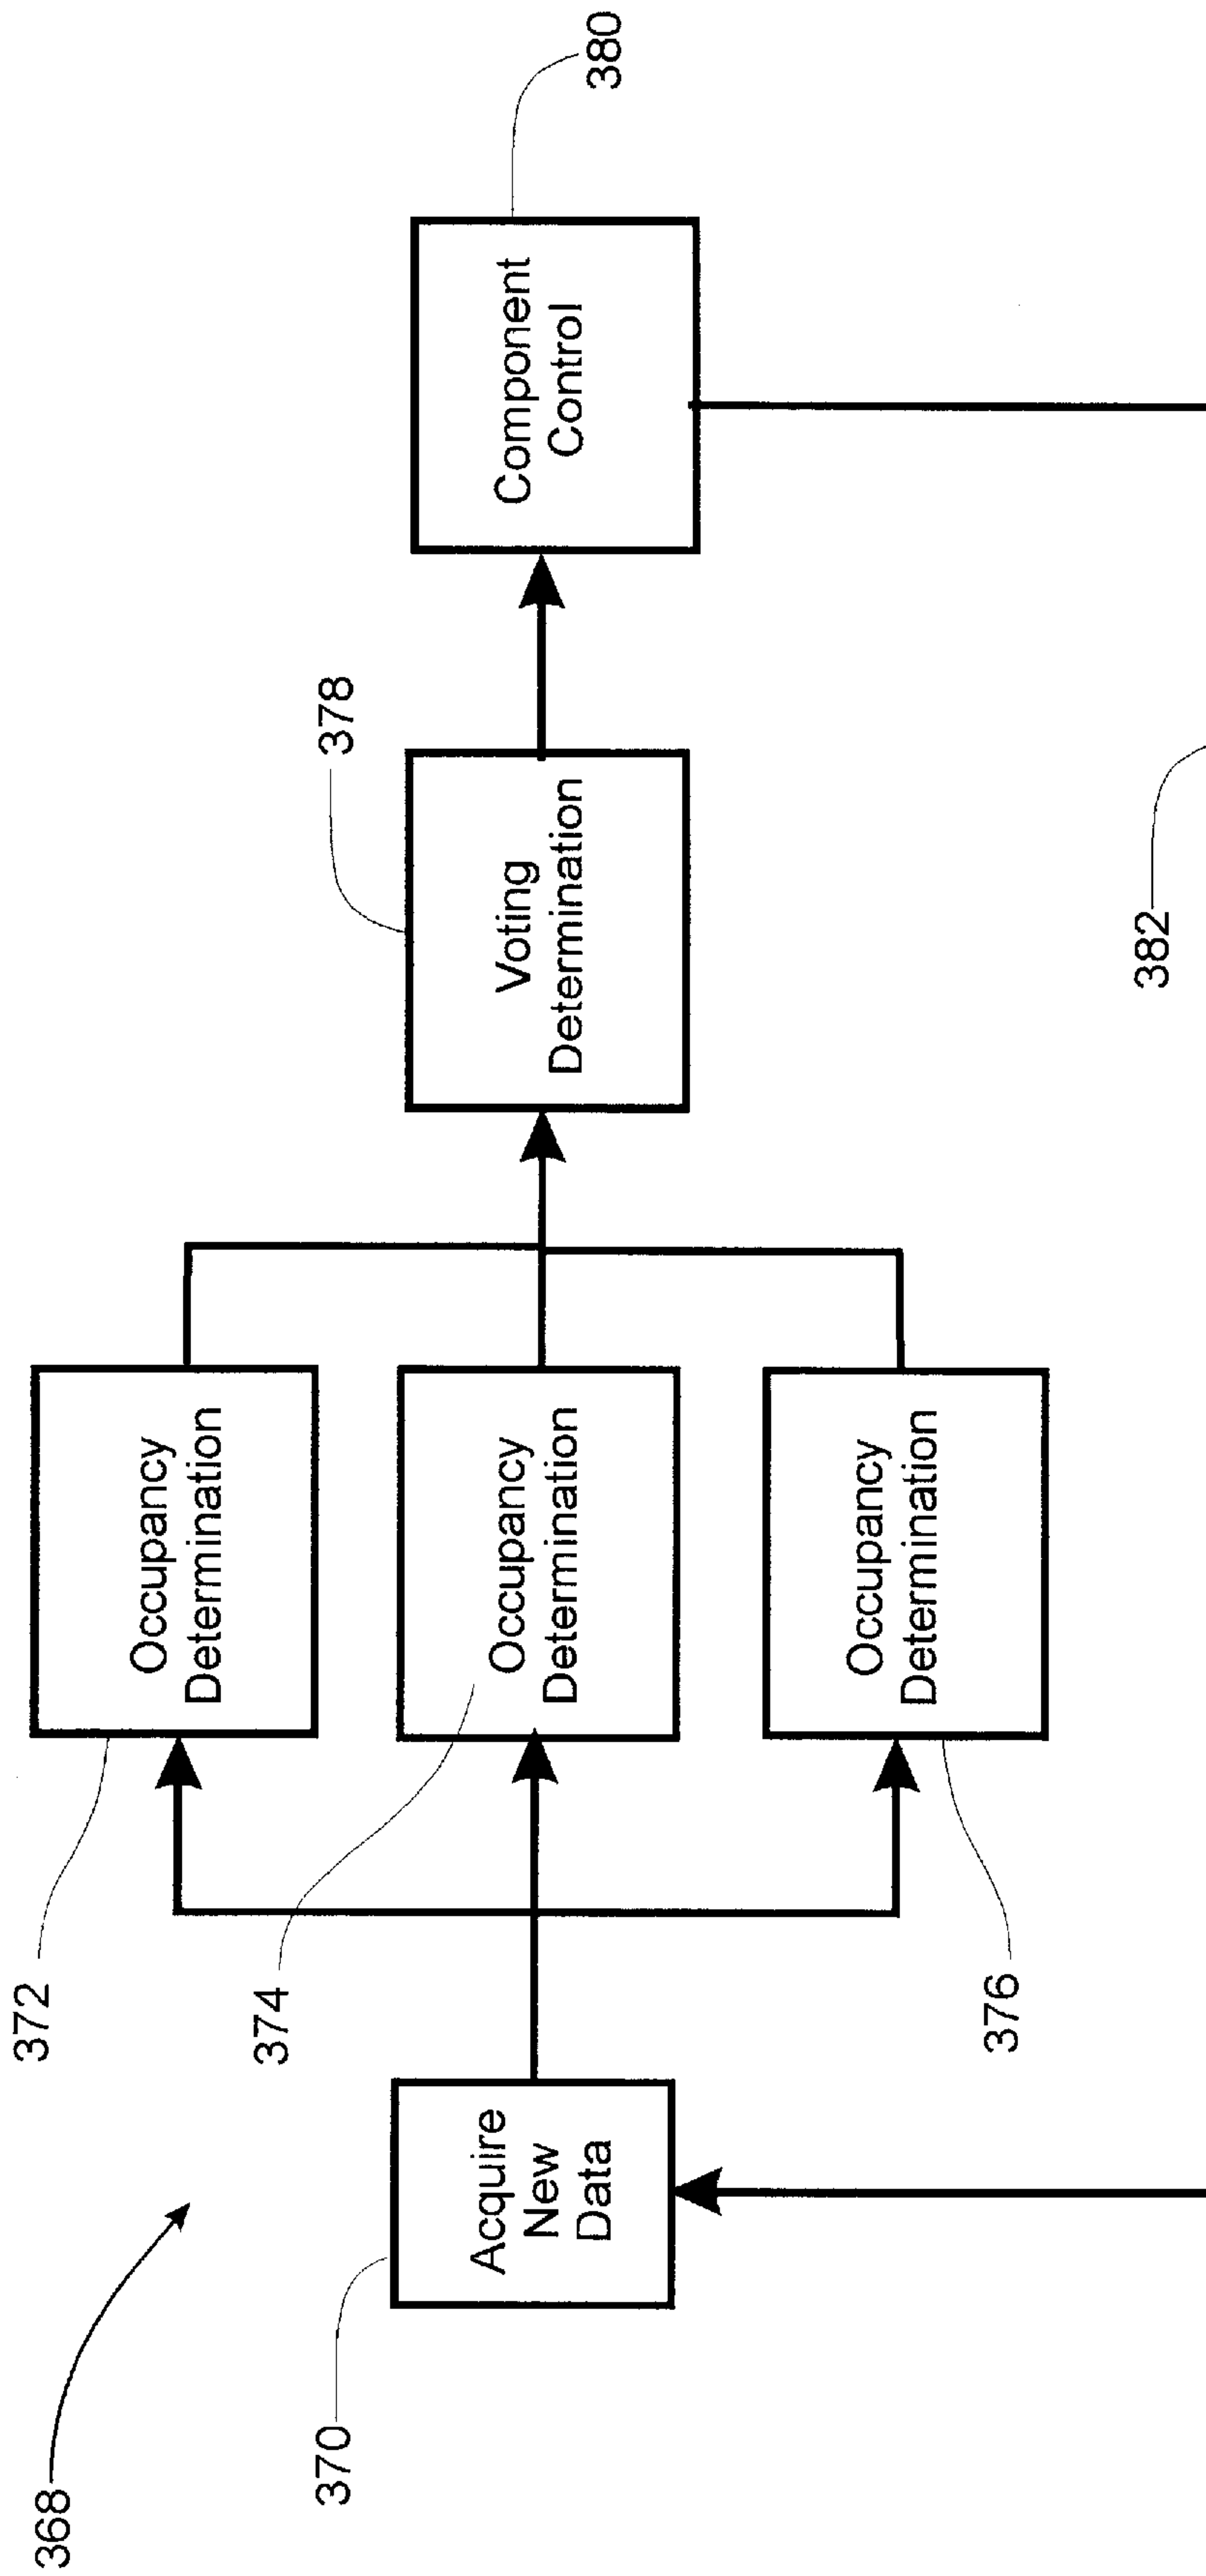 368
370
Acquire
New
Data
372
Occupancy
Determination
374
Occupancy
Determination
376
Occupancy
Determination
378
Voting
Determination
380
Component
Control
382